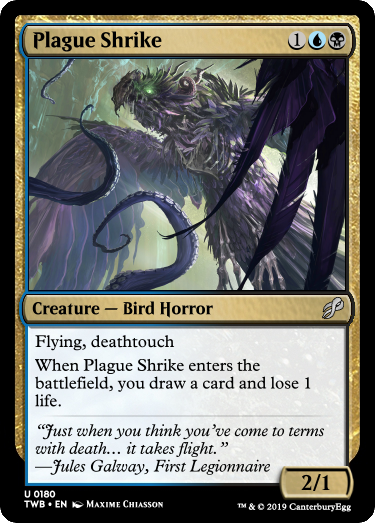 Plague Shrike 1
Creature — Bird Horror
Flying, deathtouch
When Plague Shrike enters the
battlefield, you draw a card and lose 1
life.
“Just when you think you’ve come to terms
with death… it takes flight.”
—Jules Galway, First Legionnaire
2/1
U 0180
TWB • EN Maxime Chiasson
™ & © 2019 CanterburyEgg